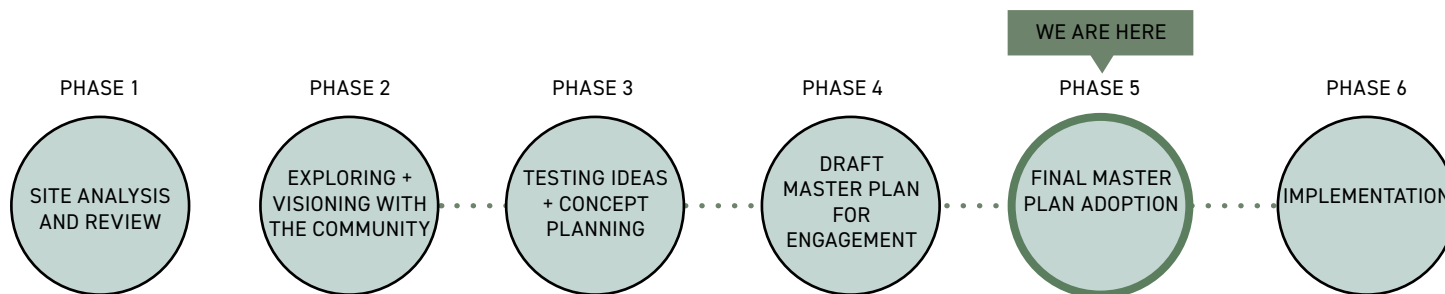 WE ARE HERE
PHASE 1
PHASE 2
PHASE 3
PHASE 4
PHASE 5
PHASE 6
SITE ANALYSIS
AND REVIEW
EXPLORING +
VISIONING WITH
THE COMMUNITY
TESTING IDEAS
+ CONCEPT
PLANNING
DRAFT
MASTER PLAN
FOR
ENGAGEMENT
FINAL MASTER
PLAN ADOPTION
IMPLEMENTATION